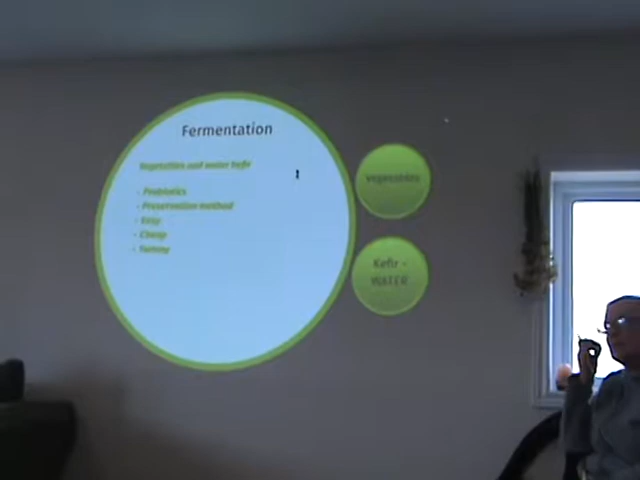 Fermentation
Vegetables and water kefir
- Probiotics
- Preservation method
- Easy
- Cheap
- Yummy
Vegetables
Kefir -
WATER